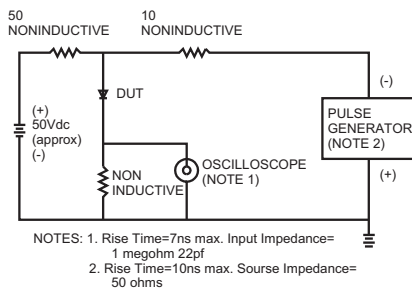 50
NONINDUCTIVE
10
NONINDUCTIVE
(+)
50Vdc
(approx)
(-)
DUT
NON
INDUCTIVE
OSCILLOSCOPE
(NOTE 1)
(-)
PULSE
GENERATOR
(NOTE 2)
(+)
NOTES: 1. Rise Time=7ns max. Input Impedance=
1 megohm 22pf
2. Rise Time=10ns max. Sourse Impedance=
50 ohms